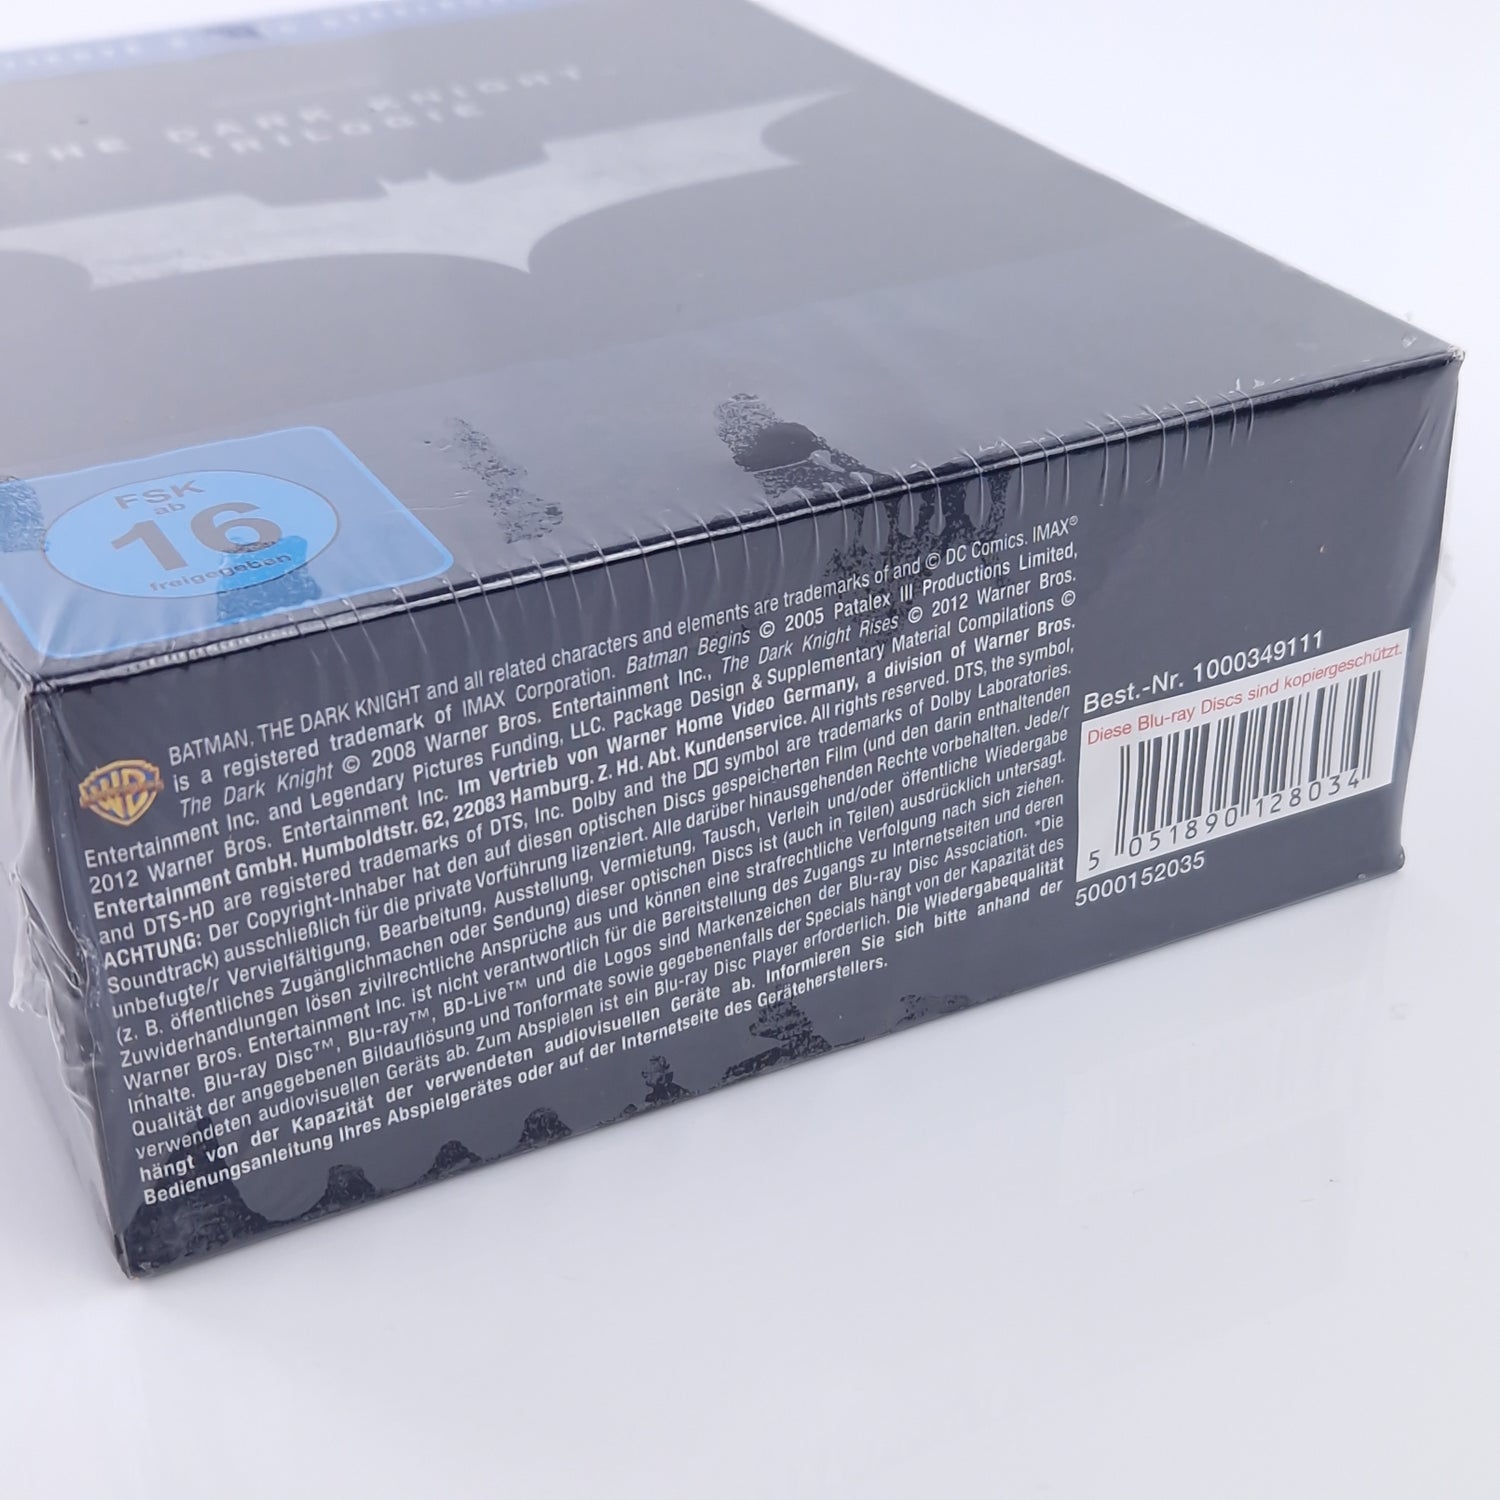 THE DARK KNIGHT
TRILOGIE
FSK
ab
16
freigegeben
BATMAN, THE DARK KNIGHT and all related characters and elements are trademarks of and © DC Comics. IMAX®
is a registered trademark of IMAX Corporation. Batman Begins © 2005 Patalex III Productions Limited,
The Dark Knight © 2008 Warner Bros. Entertainment Inc., The Dark Knight Rises © 2012 Warner Bros.
Entertainment Inc. and Legendary Pictures Funding, LLC. Package Design & Supplementary Material Compilations ©
2012 Warner Bros. Entertainment Inc. Im Vertrieb von Warner Home Video Germany, a division of Warner Bros.
Entertainment GmbH. Humboldtstr. 62, 22083 Hamburg. Z. Hd. Abt. Kundenservice. All rights reserved. DTS, the symbol,
and DTS-HD are registered trademarks of DTS, Inc. Dolby and the symbol are trademarks of Dolby Laboratories.
ACHTUNG: Der Copyright-Inhaber hat den auf diesen optischen Discs gespeicherten Film (und den darin enthaltenden
Soundtrack) ausschließlich für die private Vorführung lizenziert. Alle darüber hinausgehenden Rechte vorbehalten. Jede/r
unbefugte/r Vervielfältigung, Bearbeitung, Ausstellung, Vermietung, Tausch, Verleih und/oder öffentliche Wiedergabe
(z. B. öffentliches Zugänglichmachen oder Sendung) dieser optischen Discs ist (auch in Teilen) ausdrücklich untersagt.
Zuwiderhandlungen lösen zivilrechtliche Ansprüche aus und können eine strafrechtliche Verfolgung nach sich ziehen.
Warner Bros. Entertainment Inc. ist nicht verantwortlich für die Bereitstellung des Zugangs zu Internetseiten und deren
Inhalte. Blu-ray Disc™, Blu-ray™, BD-Live™ und die Logos sind Markenzeichen der Blu-ray Disc Association. *Die
Qualität der angegebenen Bildauflösung und Tonformate sowie gegebenenfalls der Specials hängt von der Kapazität des
verwendeten audiovisuellen Geräts ab. Zum Abspielen ist ein Blu-ray Disc Player erforderlich. Die Wiedergabequalität
hängt von der Kapazität der verwendeten audiovisuellen Geräte ab. Informieren Sie sich bitte anhand der
Bedienungsanleitung Ihres Abspielgerätes oder auf der Internetseite des Geräteherstellers.
Best.-Nr. 1000349111
Diese Blu-ray Discs sind kopiergeschützt.
5 051890 128034
5000152035